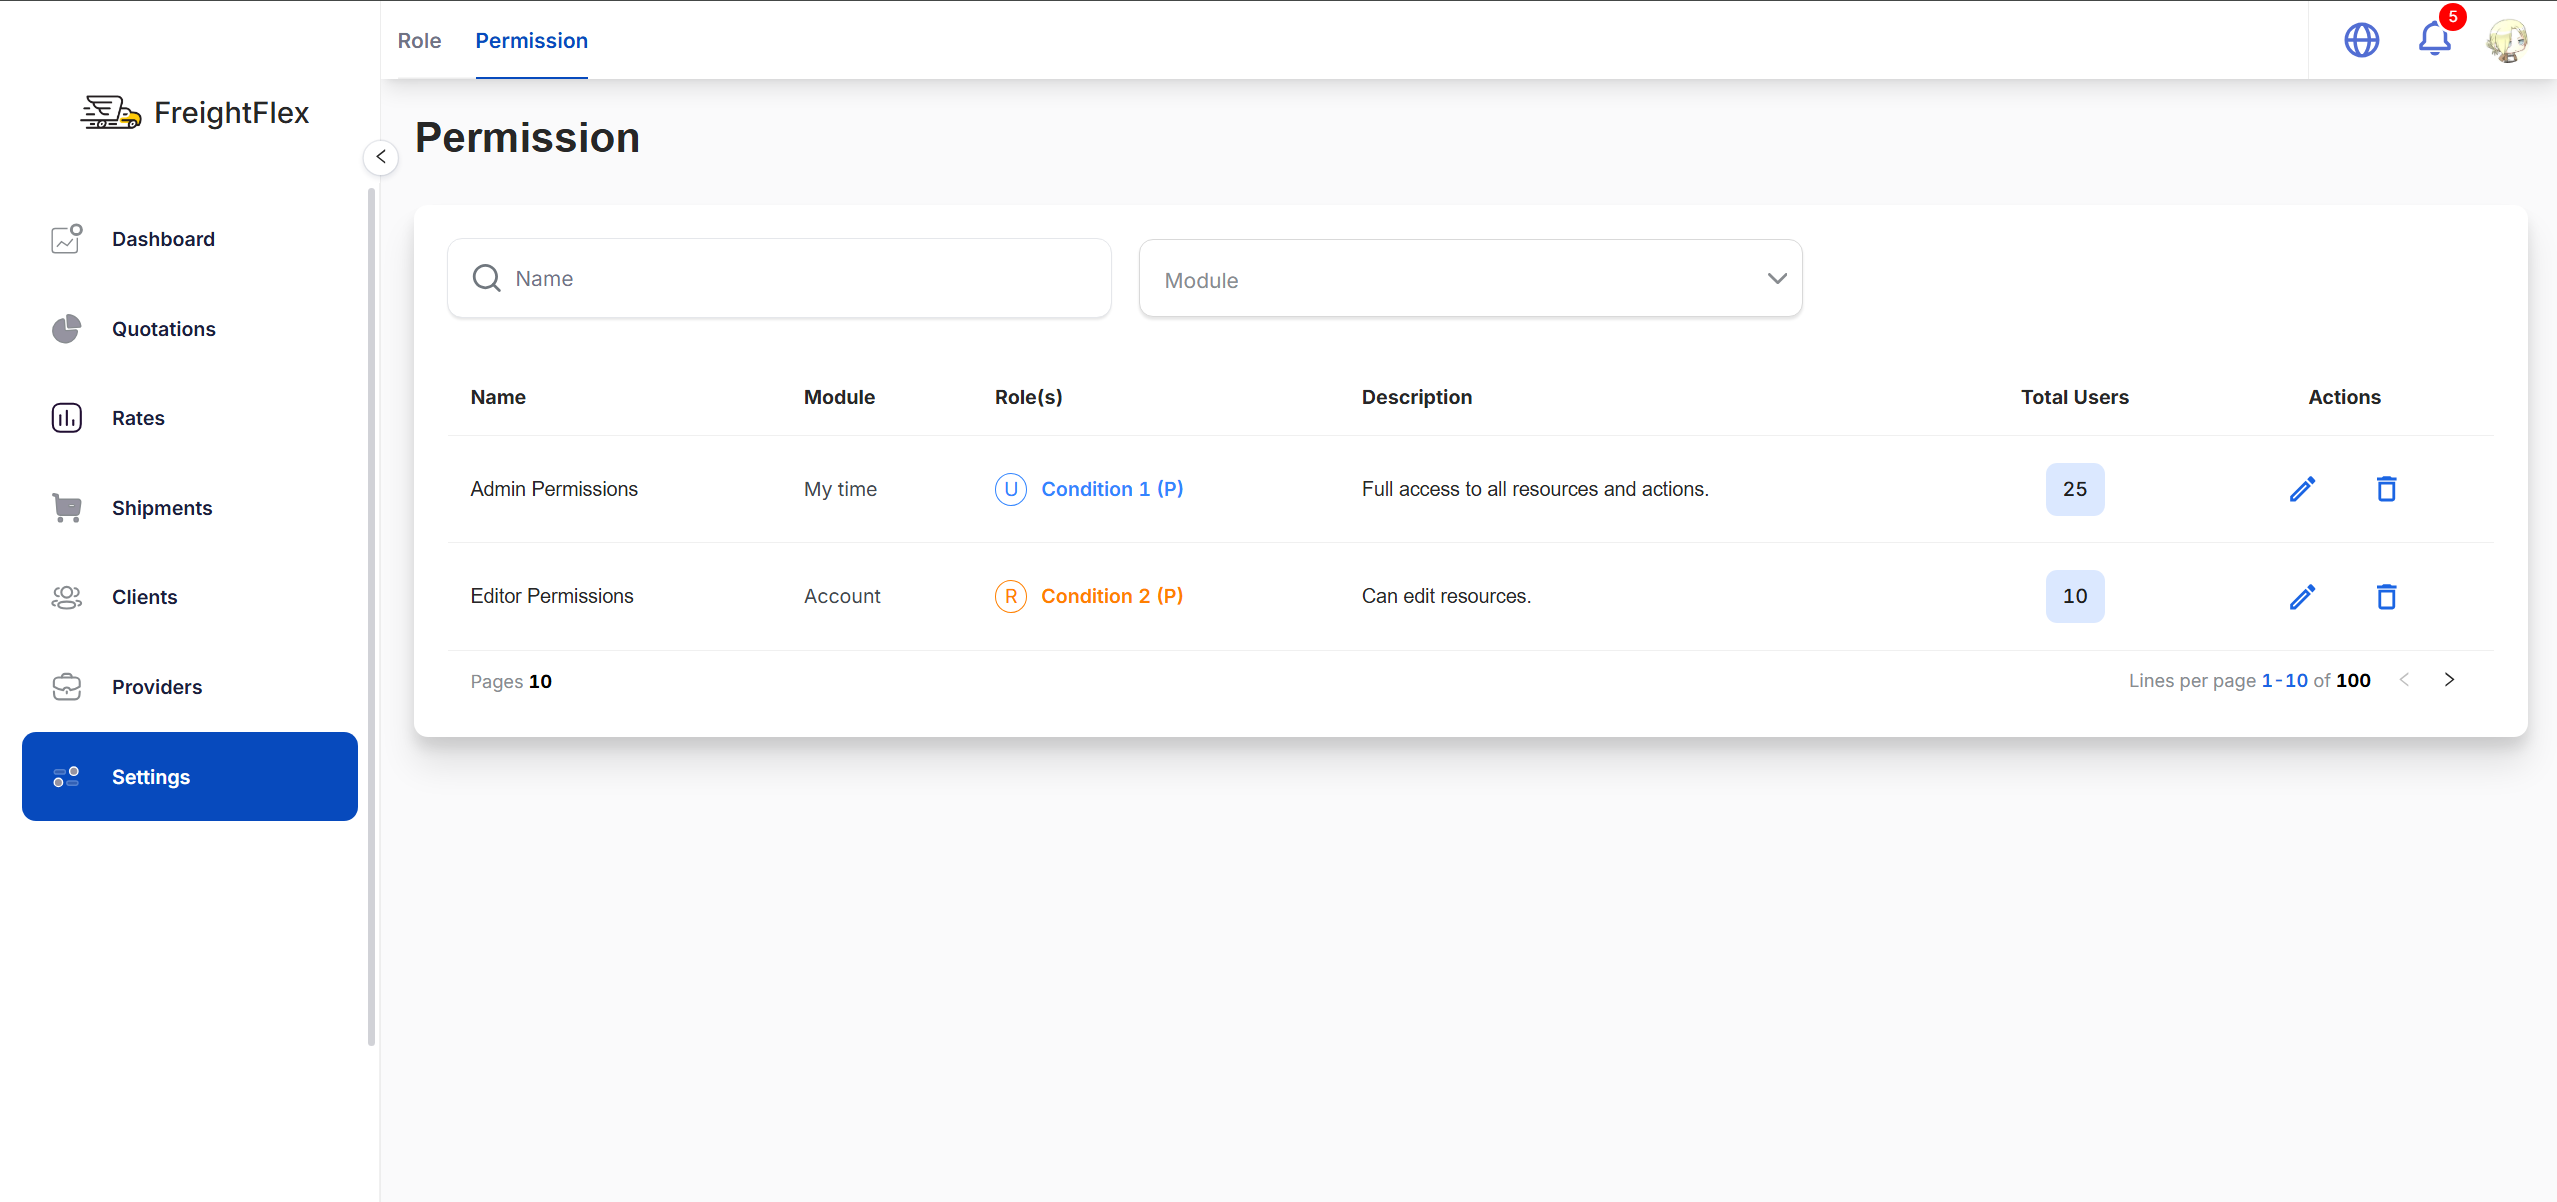 Role Permission
5
FreightFlex
Permission
Dashboard
Quotations
Rates
Shipments
Clients
Providers
Settings
Name
Module
Name Module Role(s) Description Total Users Actions
Admin Permissions My time U Condition 1 (P) Full access to all resources and actions. 25
Editor Permissions Account R Condition 2 (P) Can edit resources. 10
Pages 10 Lines per page 1-10 of 100